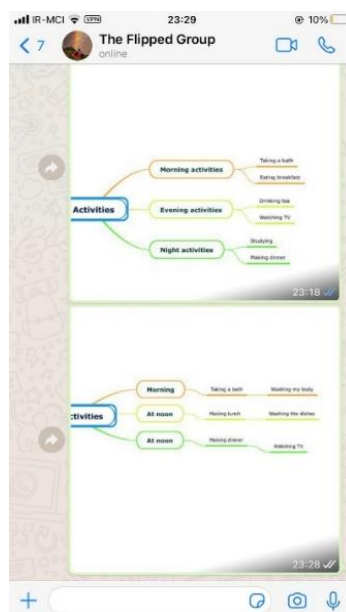 IR-MCI VPN 23:29 10%
7 The Flipped Group
online
Taking a bath
Morning activities
Eating breakfast
Drinking tea
Activities Evening activities
Watching TV
Studying
Night activities
Making dinner
23:18
Morning Taking a bath Washing my body
ctivities At noon Making lunch Washing the dishes
At noon Making dinner
Watching TV
23:28